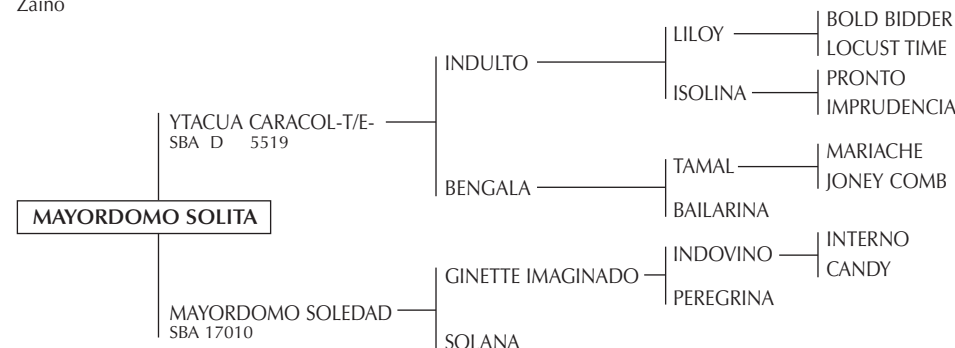 Zaino
BOLD BIDDER
LILOY
LOCUST TIME
INDULTO
PRONTO
ISOLINA
IMPRUDENCIA
YTACUA CARACOL-T/E-
SBA D 5519
MARIACHE
TAMAL
JONEY COMB
BENGALA
BAILARINA
MAYORDOMO SOLITA
INTERNO
INDOVINO
CANDY
GINETTE IMAGINADO
PEREGRINA
MAYORDOMO SOLEDAD
SBA 17010
SOLANA